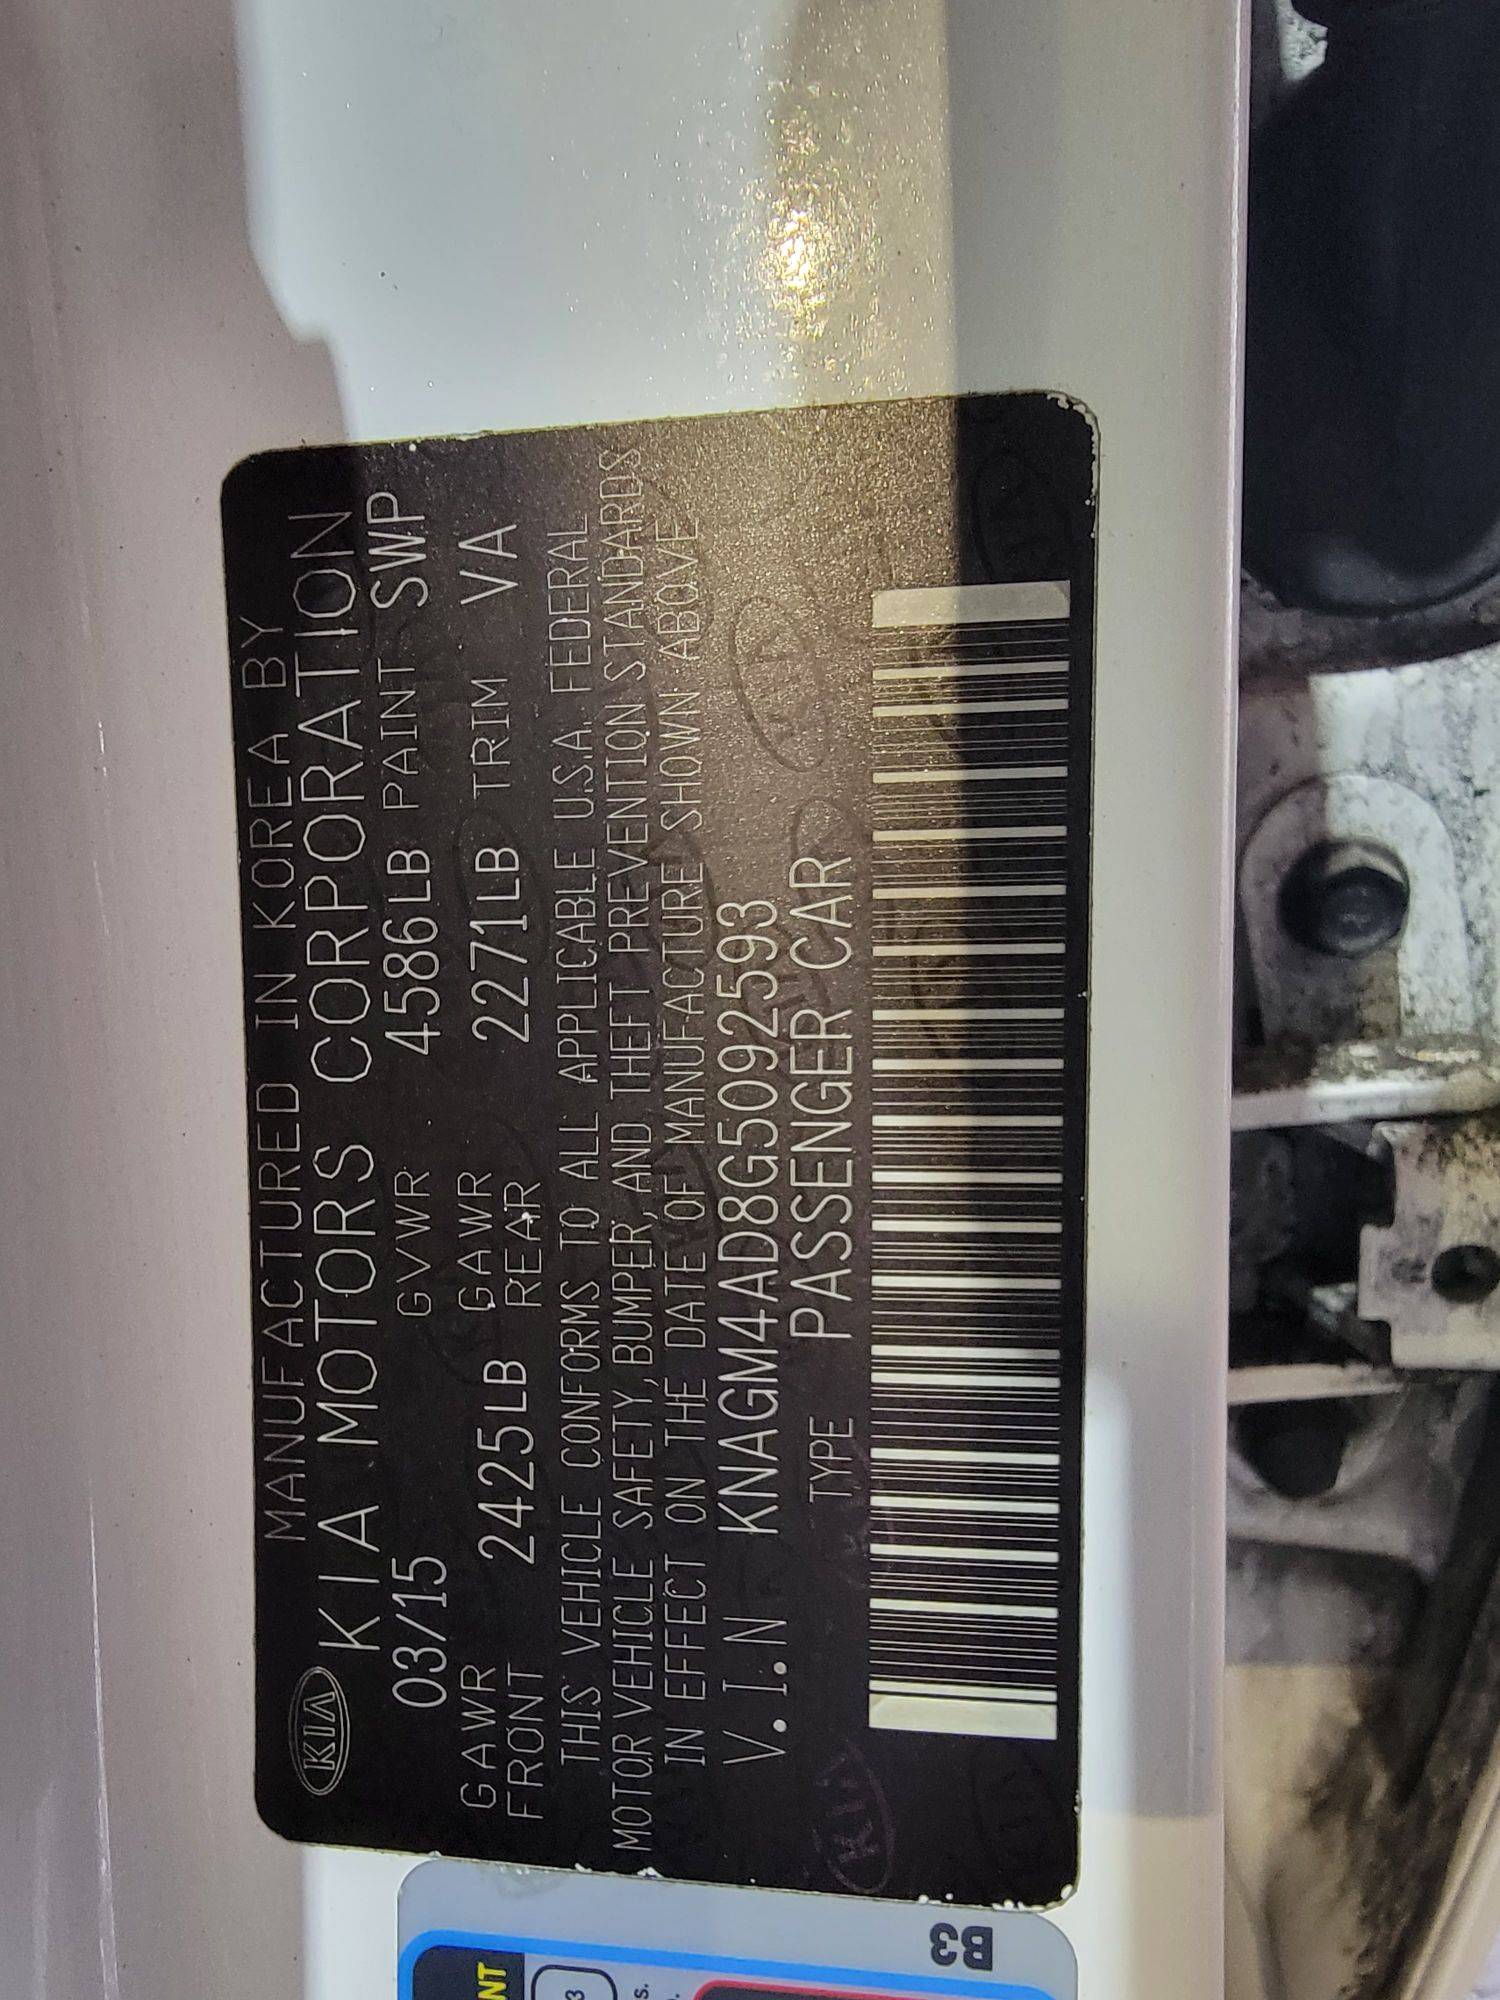 KIA
MANUFACTURED IN KOREA BY
KIA MOTORS CORPORATION
03/15 GVWR 4586LB PAINT SWP
GAWR FRONT 2425LB GAWR REAR 2271LB TRIM VA
THIS VEHICLE CONFORMS TO ALL APPLICABLE U.S.A. FEDERAL
MOTOR VEHICLE SAFETY, BUMPER, AND THEFT PREVENTION STANDARDS
IN EFFECT ON THE DATE OF MANUFACTURE SHOWN ABOVE
V.I.N KNAGM4AD8G5092593
TYPE PASSENGER CAR
B3